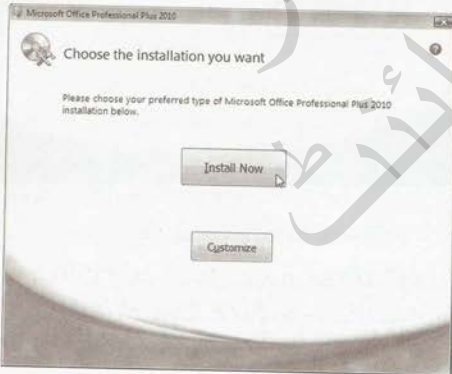 Microsoft Office Professional Plus 2010
Choose the installation you want
Please choose your preferred type of Microsoft Office Professional Plus 2010
installation below.
Install Now
Customize